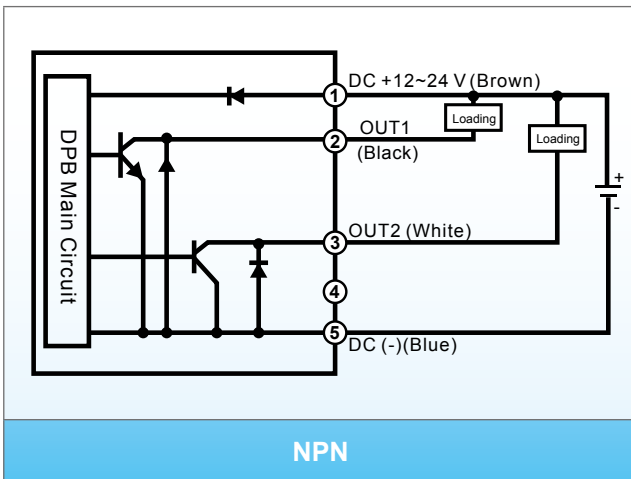 DC +12~24 V (Brown)
1
Loading
OUT1
2
(Black)
Loading
DPB Main Circuit
+
-
OUT2 (White)
3
4
5
DC (-)(Blue)
NPN